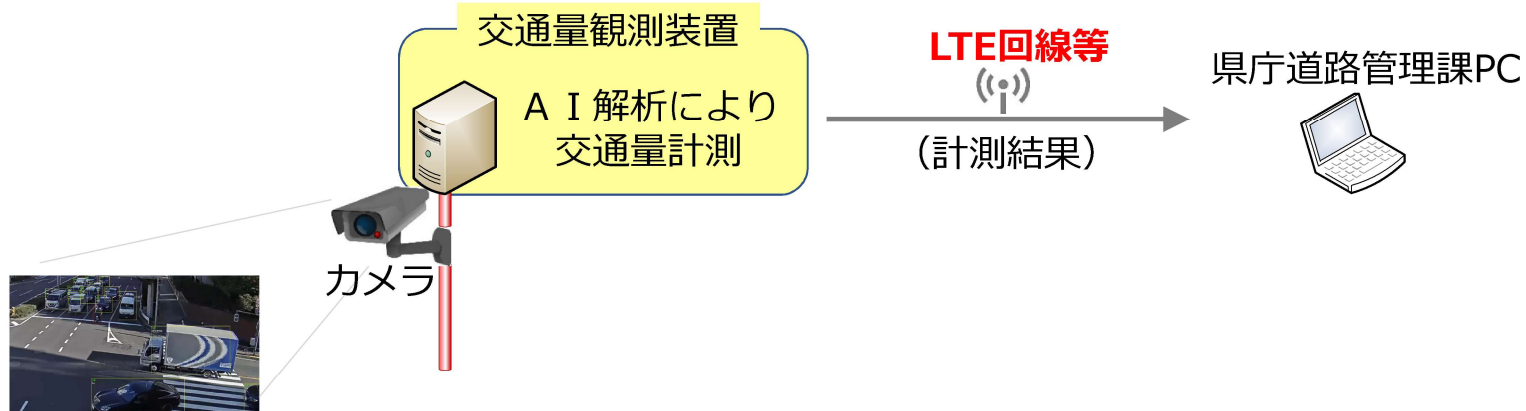 交通量観測装置
ＡＩ解析により
交通量計測
カメラ
LTE回線等
（計測結果）
県庁道路管理課PC